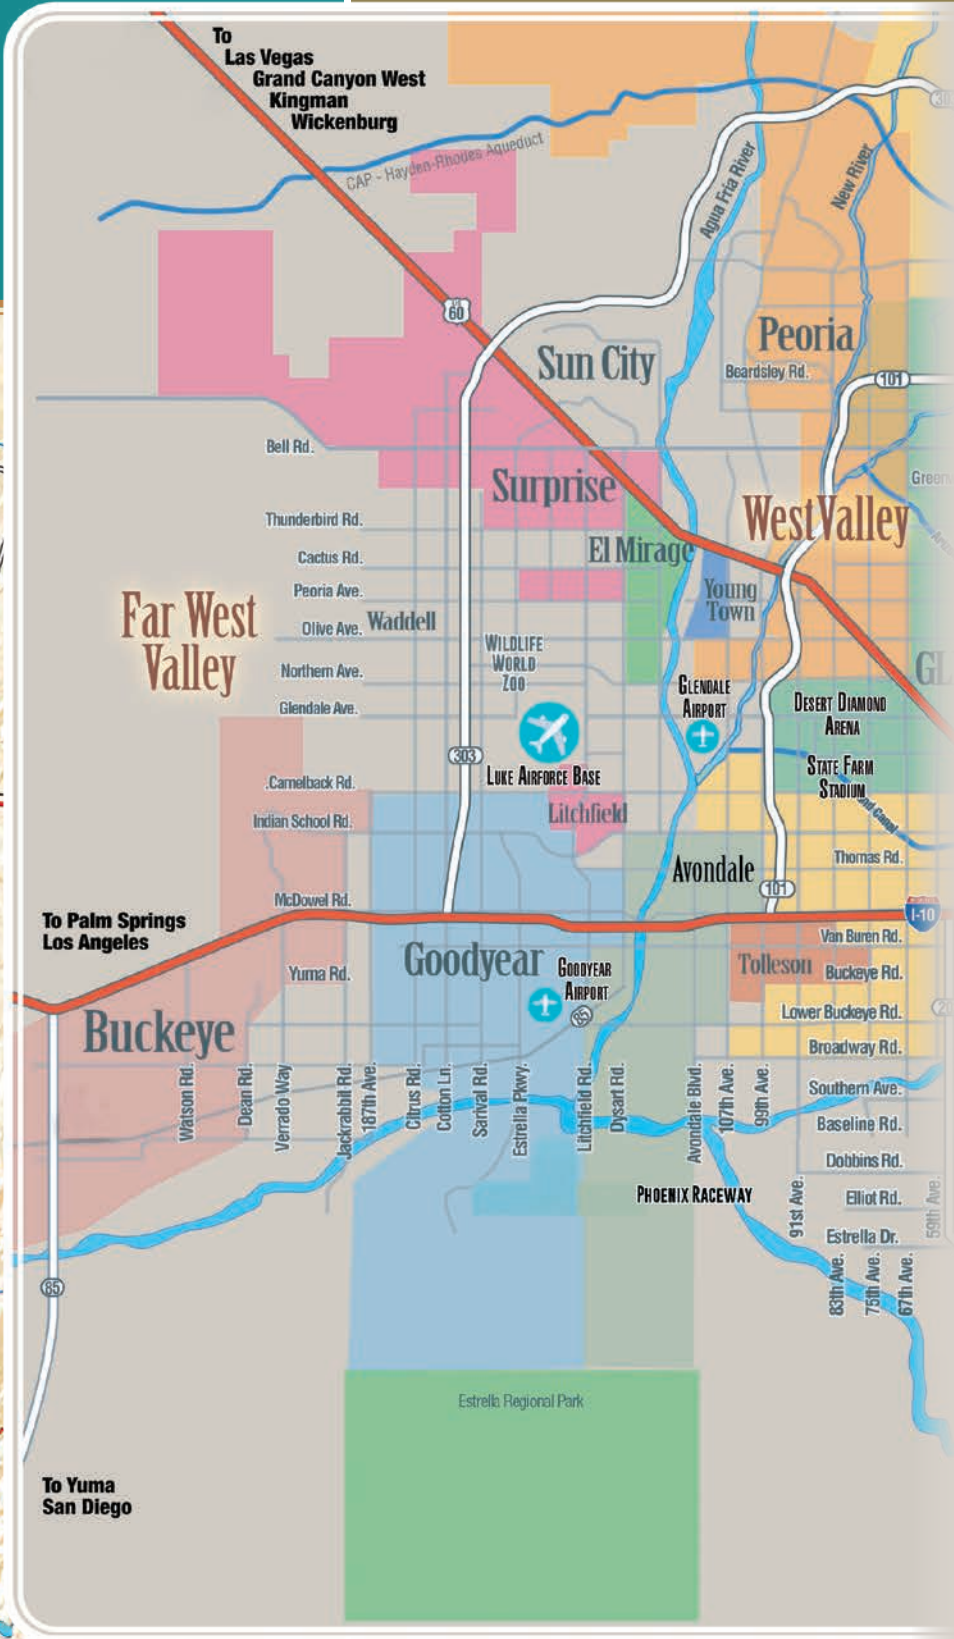 To
Las Vegas
Grand Canyon West
Kingman
Wickenburg
CAP - Hayden-Rhodes Aqueduct
Agua Fria River
New River
60
Sun City
Peoria
Beardsley Rd.
101
Bell Rd.
Surprise
Green
WestValley
Thunderbird Rd.
El Mirage
Cactus Rd.
Peoria Ave.
Young
Town
Far West
Valley
Olive Ave.
Waddell
WILDLIFE
WORLD
ZOO
Northern Ave.
GL
GLENDALE
AIRPORT
DESERT DIAMOND
ARENA
Glendale Ave.
303
LUKE AIRFORCE BASE
STATE FARM
STADIUM
Camelback Rd.
Litchfield
Indian School Rd.
Thomas Rd.
Avondale
101
McDowel Rd.
I-10
To Palm Springs
Los Angeles
Van Buren Rd.
Goodyear
GOODYEAR
AIRPORT
Tolleson
Buckeye Rd.
Yuma Rd.
85
Lower Buckeye Rd.
Buckeye
Broadway Rd.
Watson Rd.
Dean Rd.
Verrado Way
Jackrabbit Rd.
187th Ave.
Citrus Rd.
Cotton Ln.
Sarival Rd.
Estrella Pkwy.
Litchfield Rd.
Dysart Rd.
Avondale Blvd.
107th Ave.
99th Ave.
Southern Ave.
Baseline Rd.
Dobbins Rd.
PHOENIX RACEWAY
91st Ave.
Elliot Rd.
59th Ave.
Estrella Dr.
83th Ave.
75th Ave.
67th Ave.
85
Estrella Regional Park
To Yuma
San Diego